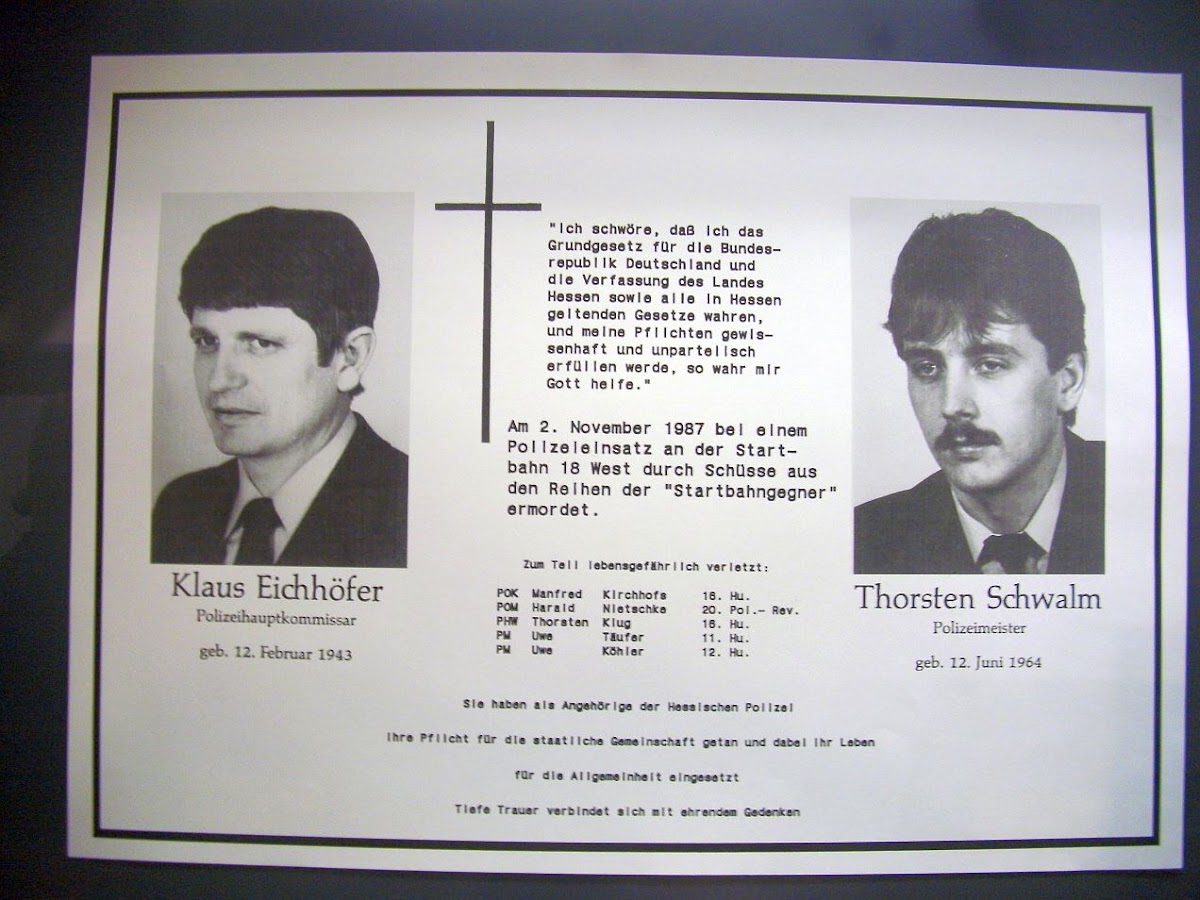 "Ich schwöre, daß ich das
Grundgesetz für die Bundes-
republik Deutschland und
die Verfassung des Landes
Hessen sowie alle in Hessen
geltenden Gesetze wahren,
und meine Pflichten gewis-
senhaft und unparteiisch
erfüllen werde, so wahr mir
Gott helfe."
Am 2. November 1987 bei einem
Polizeieinsatz an der Start-
bahn 18 West durch Schüsse aus
den Reihen der "Startbahngegner"
ermordet.
Klaus Eichhöfer
Polizeihauptkommissar
geb. 12. Februar 1943
Zum Teil lebensgefährlich verletzt:
POK Manfred Kirchhofs 16. Hu.
POM Harald Nietschke 20. Pol.- Rev.
PHW Thorsten Klug 16. Hu.
PM Uwe Täufer 11. Hu.
PM Uwe Köhler 12. Hu.
Thorsten Schwalm
Polizeimeister
geb. 12. Juni 1964
Sie haben als Angehörige der Hessischen Polizei
ihre Pflicht für die staatliche Gemeinschaft getan und dabei ihr Leben
für die Allgemeinheit eingesetzt
Tiefe Trauer verbindet sich mit ehrendem Gedenken